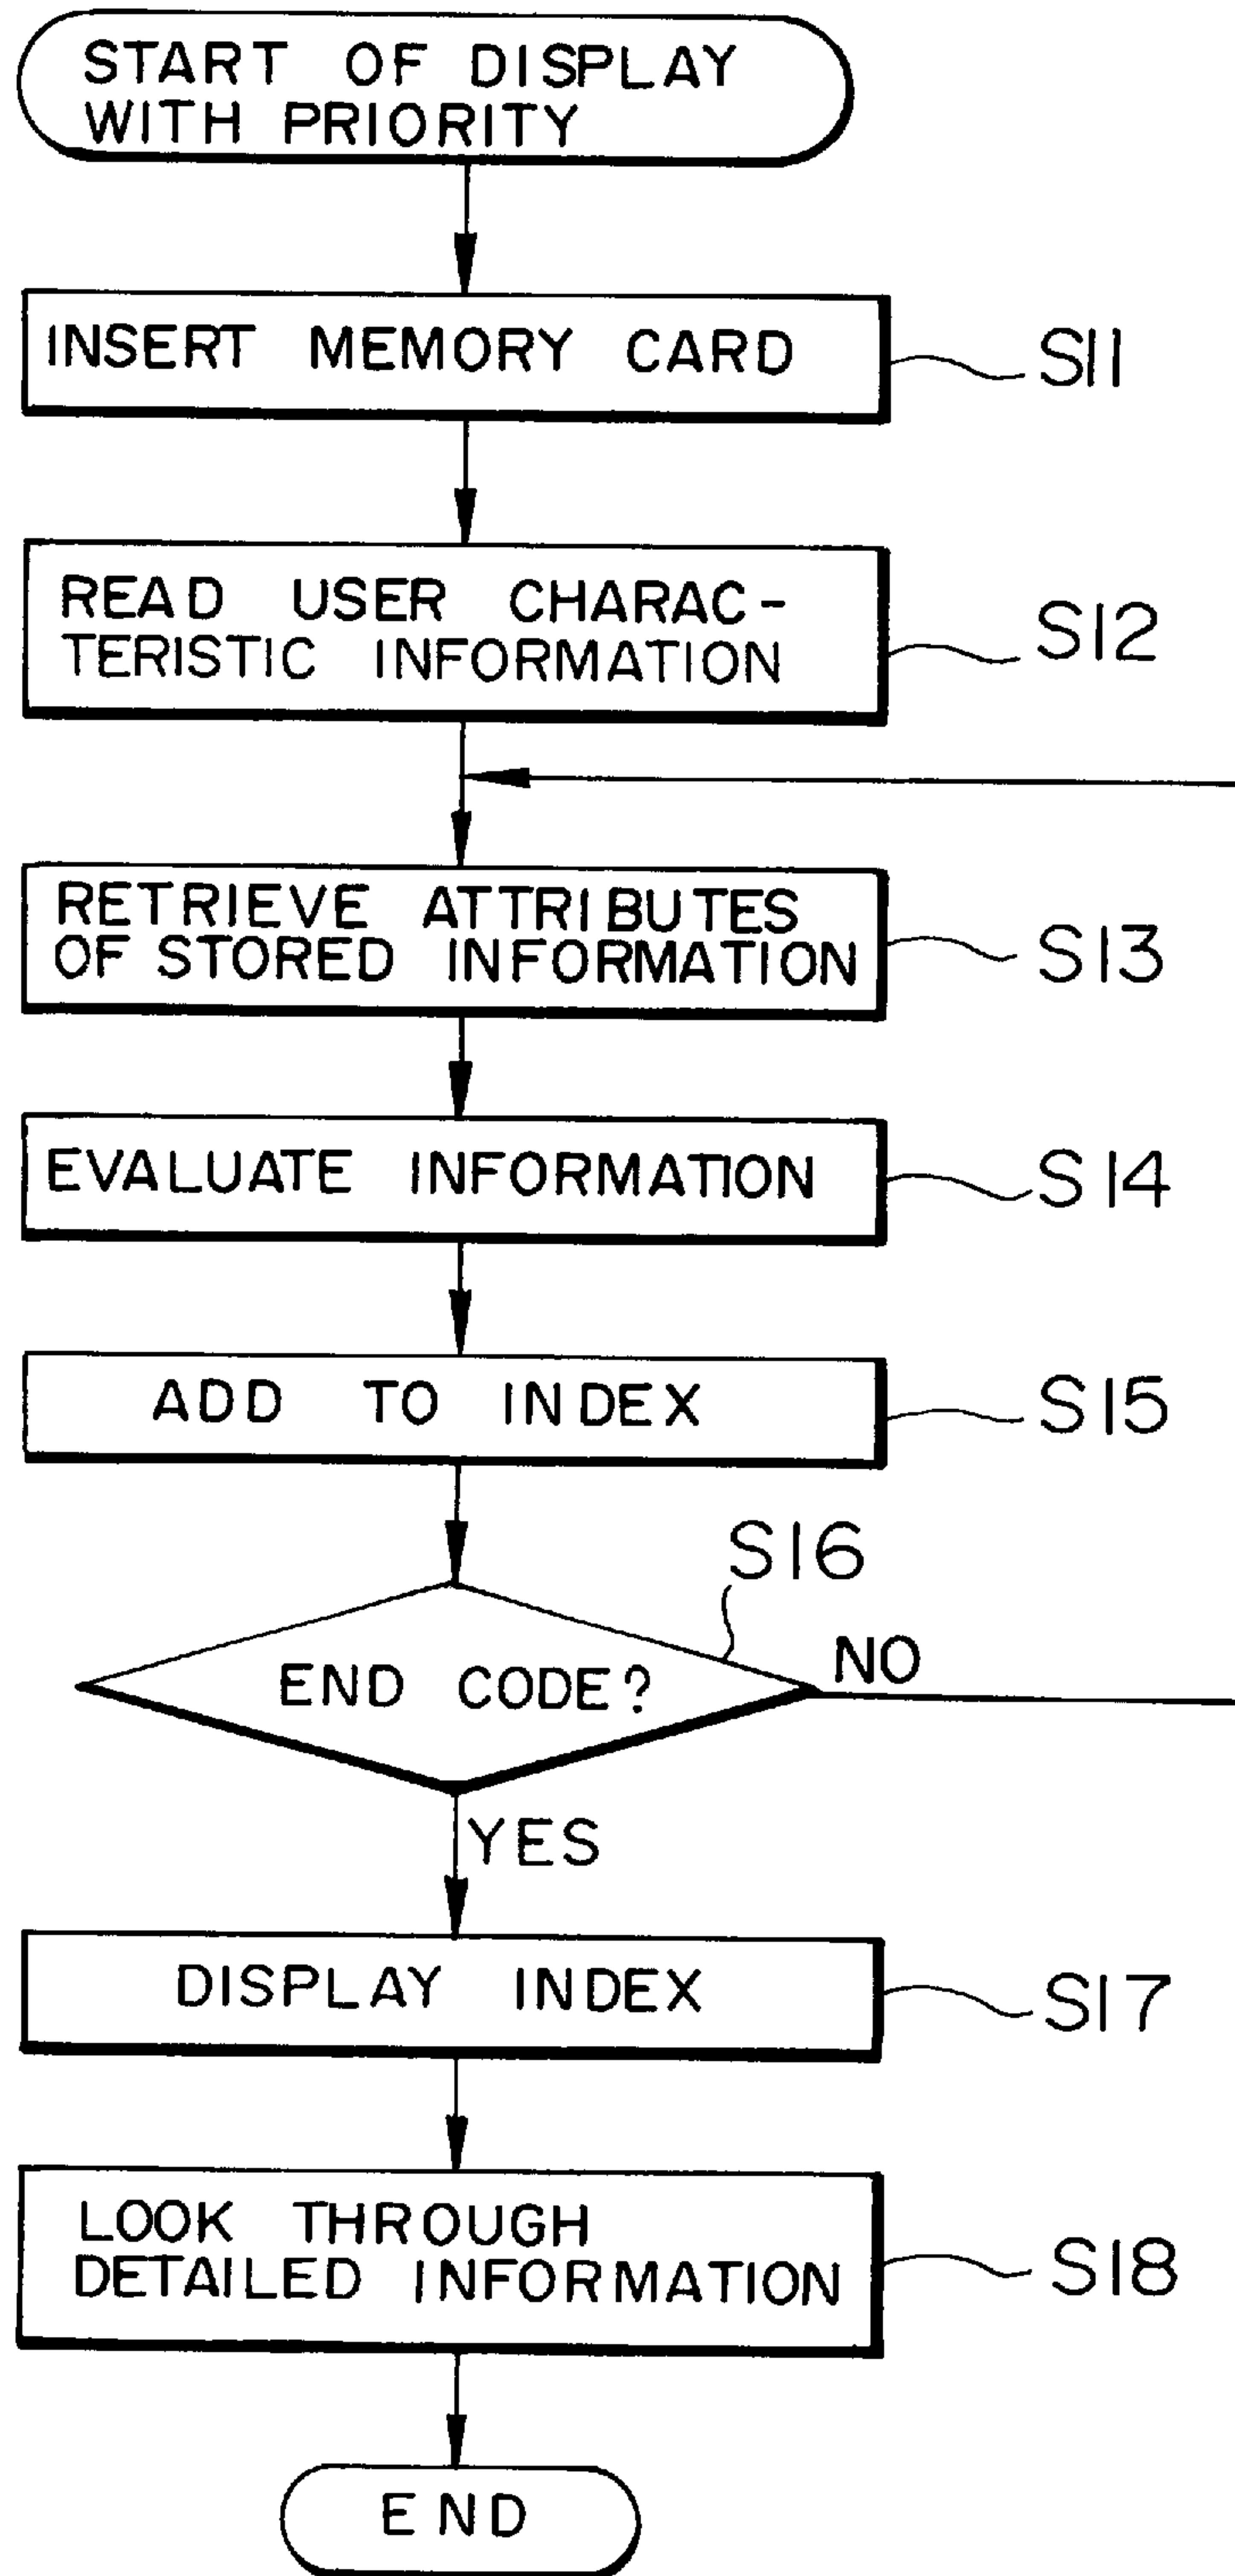 START OF DISPLAY
WITH PRIORITY
INSERT MEMORY CARD
S11
READ USER CHARAC-
TERISTIC INFORMATION
S12
RETRIEVE ATTRIBUTES
OF STORED INFORMATION
S13
EVALUATE INFORMATION
S14
ADD TO INDEX
S15
S16
END CODE?
NO
YES
DISPLAY INDEX
S17
LOOK THROUGH
DETAILED INFORMATION
S18
END